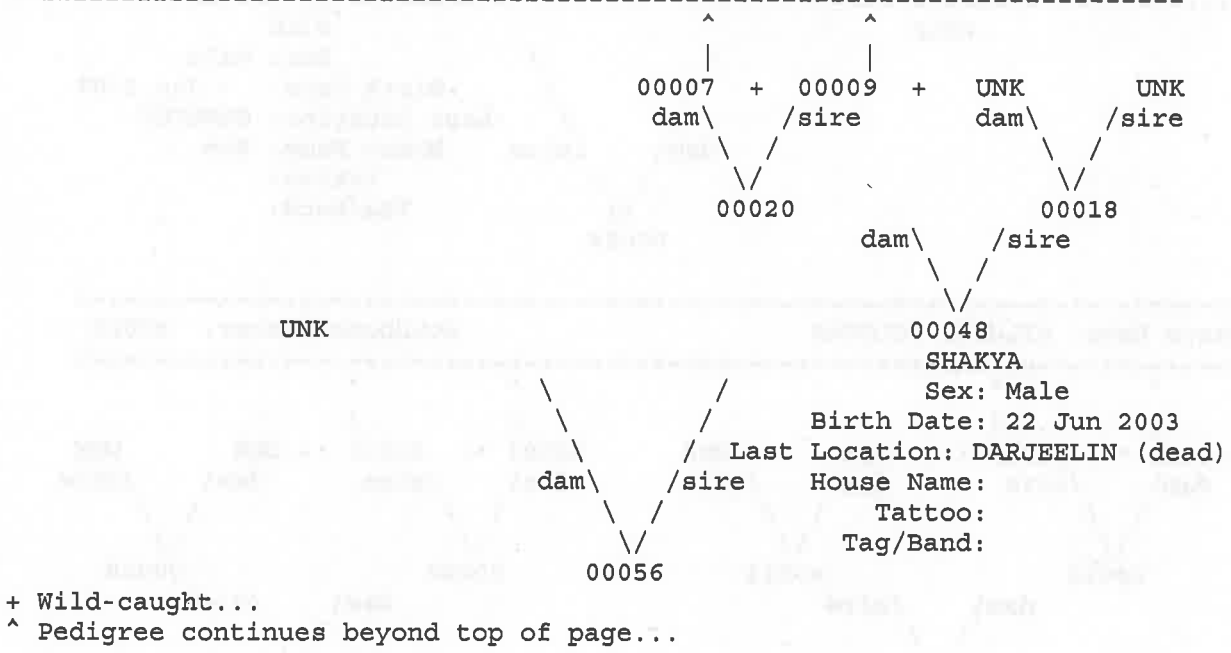 ^ ^
| |
00007 + 00009 + UNK UNK
dam\ /sire dam\ /sire
\ / \ /
\/ \/
00020 00018
dam\ /sire
\ /
\/
UNK 00048
SHAKYA
\ / Sex: Male
\ / Birth Date: 22 Jun 2003
\ / Last Location: DARJEELIN (dead)
dam\ /sire House Name:
\ / Tattoo:
\/ Tag/Band:
00056
+ Wild-caught...
^ Pedigree continues beyond top of page...